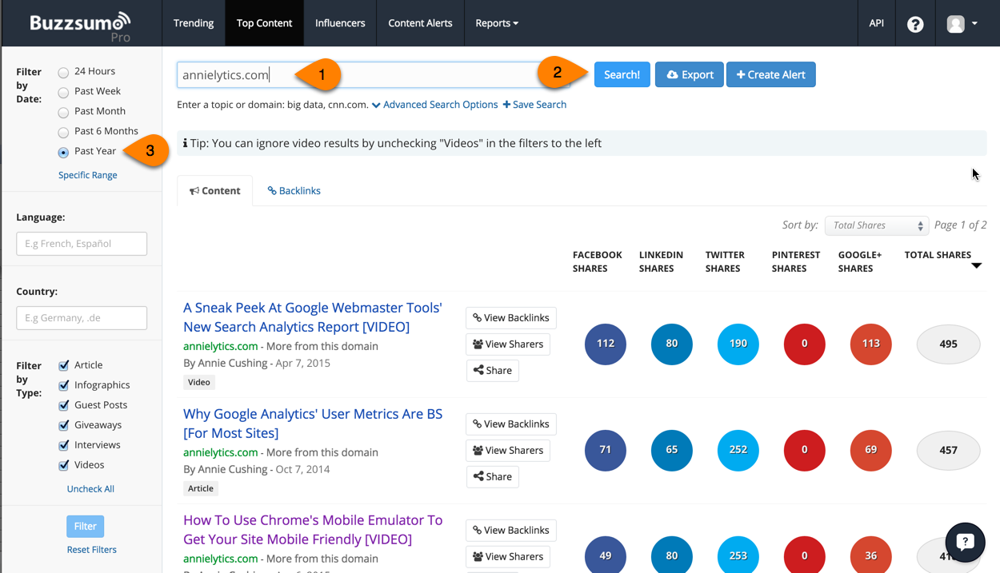 Buzzsumo
Pro
Trending
Top Content
Influencers
Content Alerts
Reports
API
?
Filter by Date:
24 Hours
Past Week
Past Month
Past 6 Months
Past Year
3
Specific Range
Language:
E.g French, Español
Country:
E.g Germany, .de
Filter by Type:
Article
Infographics
Guest Posts
Giveaways
Interviews
Videos
Uncheck All
Filter
Reset Filters
annielytics.com
1
2
Search!
Export
+ Create Alert
Enter a topic or domain: big data, cnn.com. Advanced Search Options + Save Search
i Tip: You can ignore video results by unchecking "Videos" in the filters to the left
Content
Backlinks
Sort by: Total Shares Page 1 of 2
FACEBOOK SHARES
LINKEDIN SHARES
TWITTER SHARES
PINTEREST SHARES
GOOGLE+ SHARES
TOTAL SHARES
A Sneak Peek At Google Webmaster Tools'
New Search Analytics Report [VIDEO]
annielytics.com - More from this domain
By Annie Cushing - Apr 7, 2015
Video
View Backlinks
View Sharers
Share
112
80
190
0
113
495
Why Google Analytics' User Metrics Are BS
[For Most Sites]
annielytics.com - More from this domain
By Annie Cushing - Oct 7, 2014
Article
View Backlinks
View Sharers
Share
71
65
252
0
69
457
How To Use Chrome's Mobile Emulator To
Get Your Site Mobile Friendly [VIDEO]
annielytics.com - More from this domain
View Backlinks
View Sharers
49
80
253
0
36
?